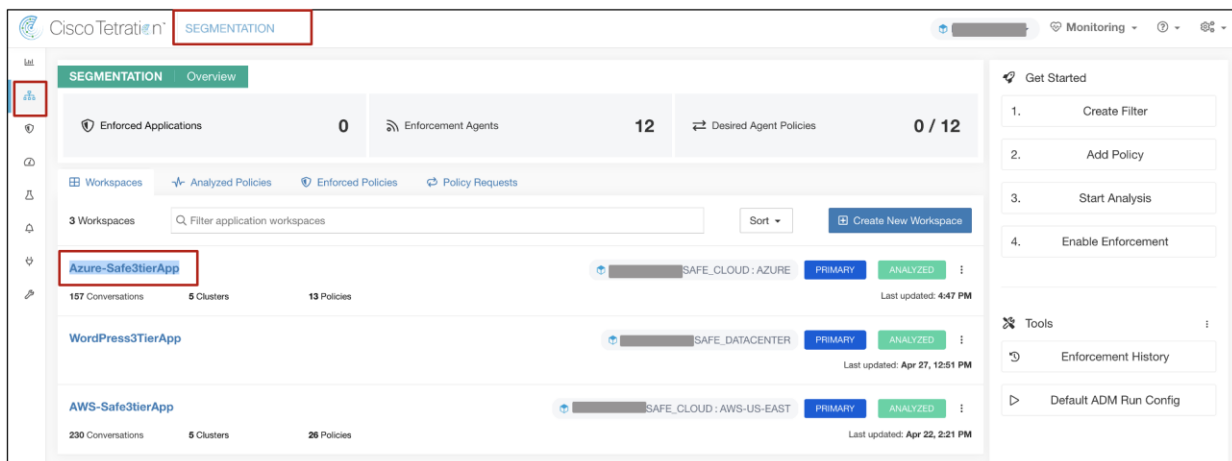 Cisco Tetration™ SEGMENTATION
Monitoring
SEGMENTATION Overview
Enforced Applications 0
Enforcement Agents 12
Desired Agent Policies 0 / 12
Workspaces Analyzed Policies Enforced Policies Policy Requests
3 Workspaces Filter application workspaces Sort Create New Workspace
Azure-Safe3tierApp SAFE_CLOUD : AZURE PRIMARY ANALYZED
157 Conversations 5 Clusters 13 Policies Last updated: 4:47 PM
WordPress3TierApp SAFE_DATACENTER PRIMARY ANALYZED
Last updated: Apr 27, 12:51 PM
AWS-Safe3tierApp SAFE_CLOUD : AWS-US-EAST PRIMARY ANALYZED
230 Conversations 5 Clusters 26 Policies Last updated: Apr 22, 2:21 PM
Get Started
1. Create Filter
2. Add Policy
3. Start Analysis
4. Enable Enforcement
Tools
Enforcement History
Default ADM Run Config